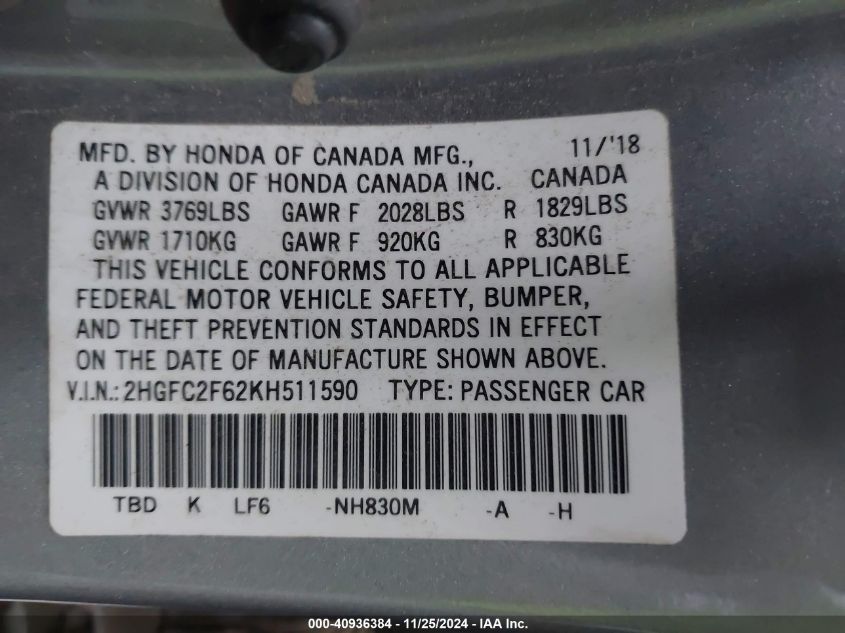 MFD. BY HONDA OF CANADA MFG., 11/'18
A DIVISION OF HONDA CANADA INC. CANADA
GVWR 3769LBS GAWR F 2028LBS R 1829LBS
GVWR 1710KG GAWR F 920KG R 830KG
THIS VEHICLE CONFORMS TO ALL APPLICABLE
FEDERAL MOTOR VEHICLE SAFETY, BUMPER,
AND THEFT PREVENTION STANDARDS IN EFFECT
ON THE DATE OF MANUFACTURE SHOWN ABOVE.
V.I.N.: 2HGFC2F62KH511590 TYPE: PASSENGER CAR
TBD K LF6 -NH830M -A -H
000-40936384 - 11/25/2024 - IAA Inc.